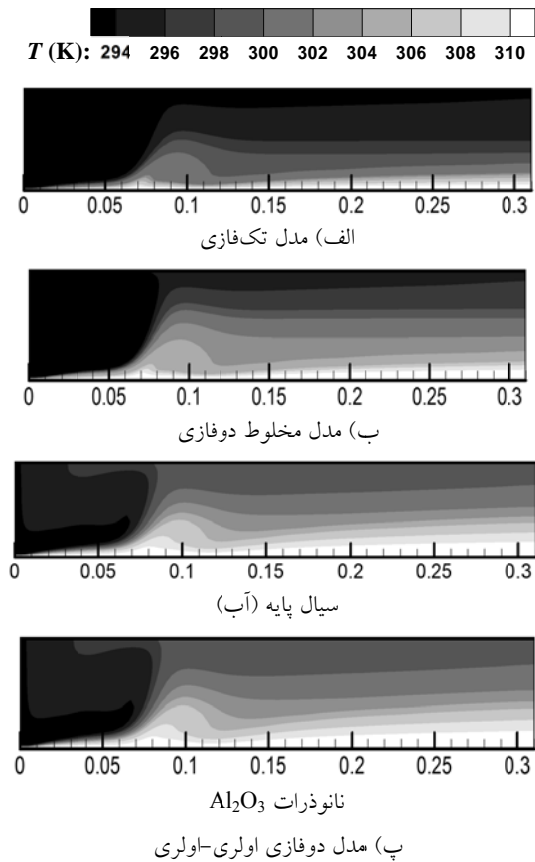 T (K): 294 296 298 300 302 304 306 308 310
0 0.05 0.1 0.15 0.2 0.25 0.3
الف) مدل تک‌فازی
0 0.05 0.1 0.15 0.2 0.25 0.3
ب) مدل مخلوط دوفازی
0 0.05 0.1 0.15 0.2 0.25 0.3
سیال پایه (آب)
0 0.05 0.1 0.15 0.2 0.25 0.3
نانوذرات Al₂O₃
پ) مدل دوفازی اولری-اولری